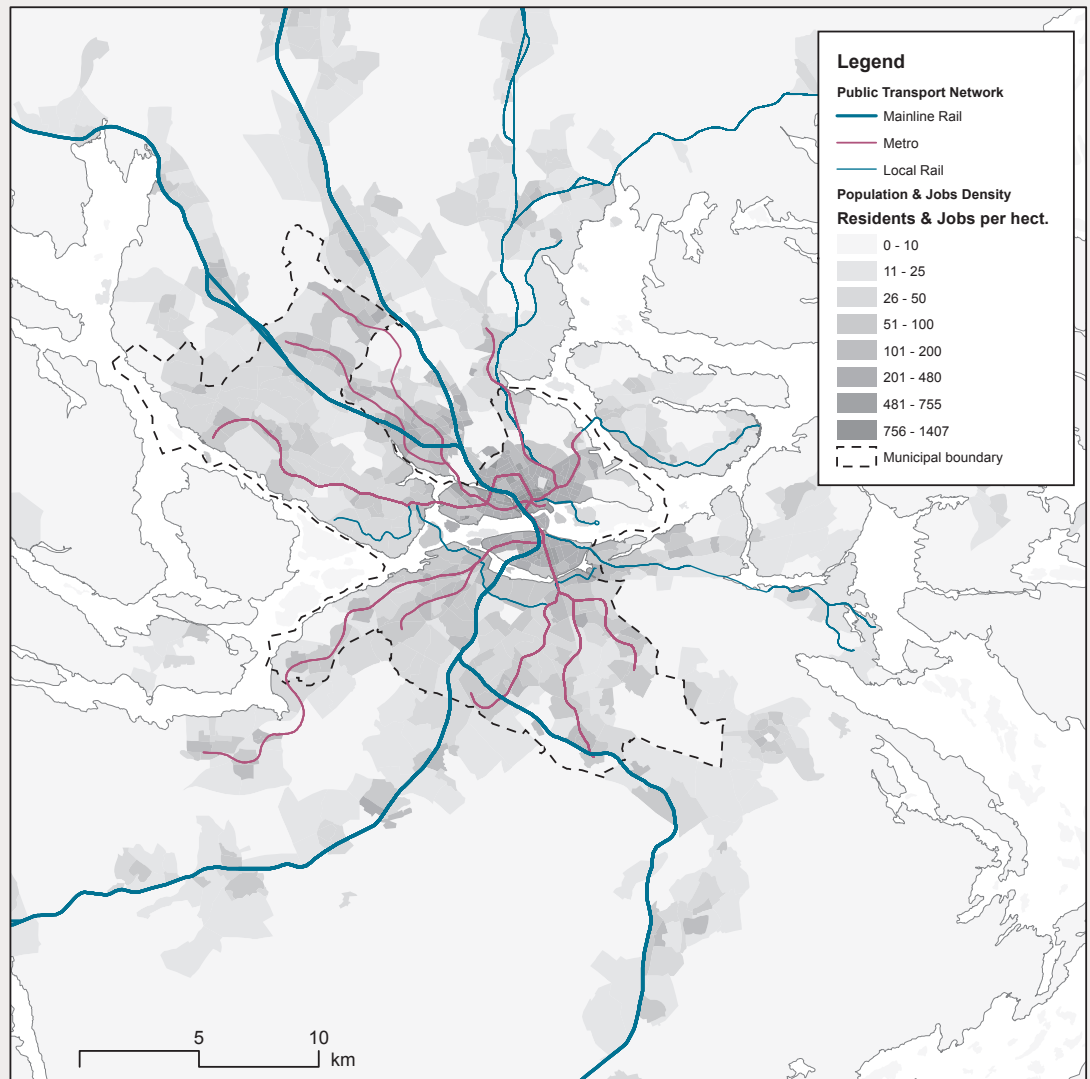 Legend
Public Transport Network
Mainline Rail
Metro
Local Rail
Population & Jobs Density
Residents & Jobs per hect.
0 - 10
11 - 25
26 - 50
51 - 100
101 - 200
201 - 480
481 - 755
756 - 1407
Municipal boundary
5 10
km